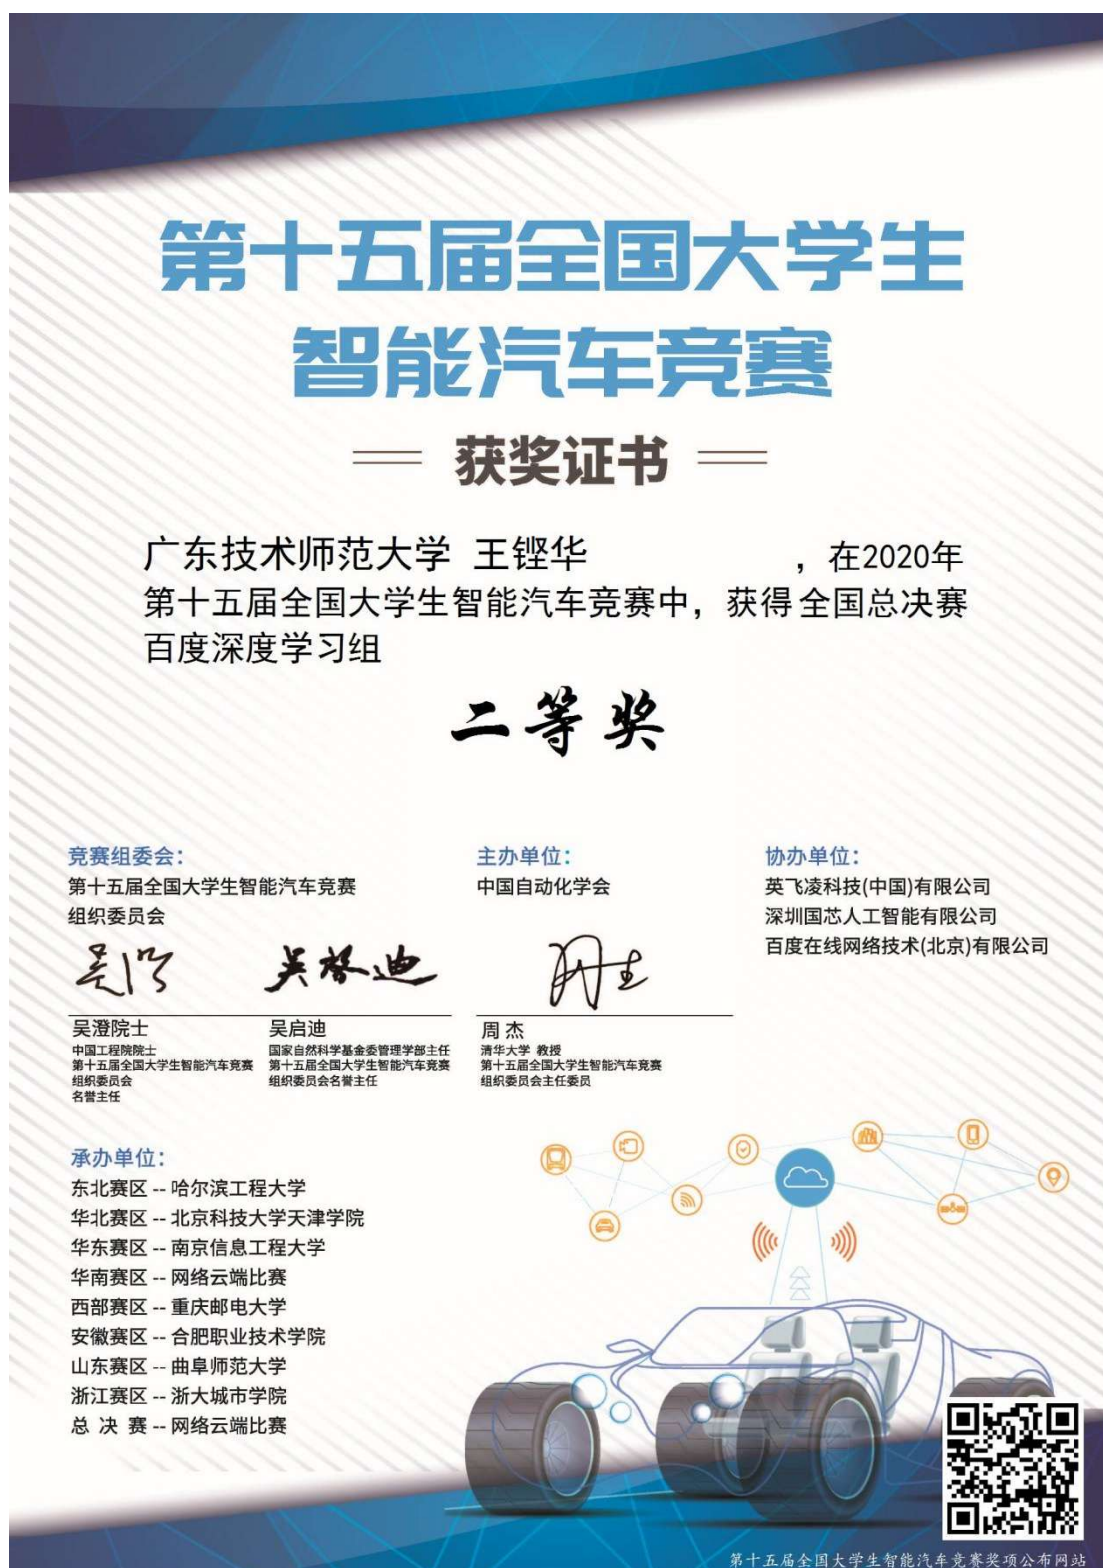 第十五届全国大学生
智能汽车竞赛
获奖证书
广东技术师范大学 王铿华 ，在2020年
第十五届全国大学生智能汽车竞赛中，获得全国总决赛
百度深度学习组
二等奖
竞赛组委会：
第十五届全国大学生智能汽车竞赛
组织委员会
吴澄
吴启迪
吴澄院士
中国工程院院士
第十五届全国大学生智能汽车竞赛
组织委员会
名誉主任
吴启迪
国家自然科学基金委管理学部主任
第十五届全国大学生智能汽车竞赛
组织委员会名誉主任
主办单位：
中国自动化学会
周杰
清华大学 教授
第十五届全国大学生智能汽车竞赛
组织委员会主任委员
协办单位：
英飞凌科技(中国)有限公司
深圳国芯人工智能有限公司
百度在线网络技术(北京)有限公司
承办单位：
东北赛区 -- 哈尔滨工程大学
华北赛区 -- 北京科技大学天津学院
华东赛区 -- 南京信息工程大学
华南赛区 -- 网络云端比赛
西部赛区 -- 重庆邮电大学
安徽赛区 -- 合肥职业技术学院
山东赛区 -- 曲阜师范大学
浙江赛区 -- 浙大城市学院
总 决 赛 -- 网络云端比赛
第十五届全国大学生智能汽车竞赛奖项公布网站